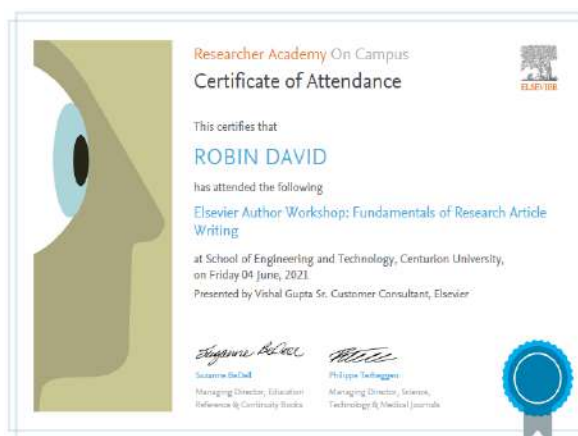 Researcher Academy On Campus
Certificate of Attendance
ELSEVIER
This certifies that
ROBIN DAVID
has attended the following
Elsevier Author Workshop: Fundamentals of Research Article
Writing
at School of Engineering and Technology, Centurion University,
on Friday 04 June, 2021
Presented by Vishal Gupta Sr. Customer Consultant, Elsevier
Suzanne BeDell
Suzanne BeDell
Managing Director, Education
Reference & Continuity Books
Philippe Terheggen
Managing Director, Science,
Technology & Medical Journals